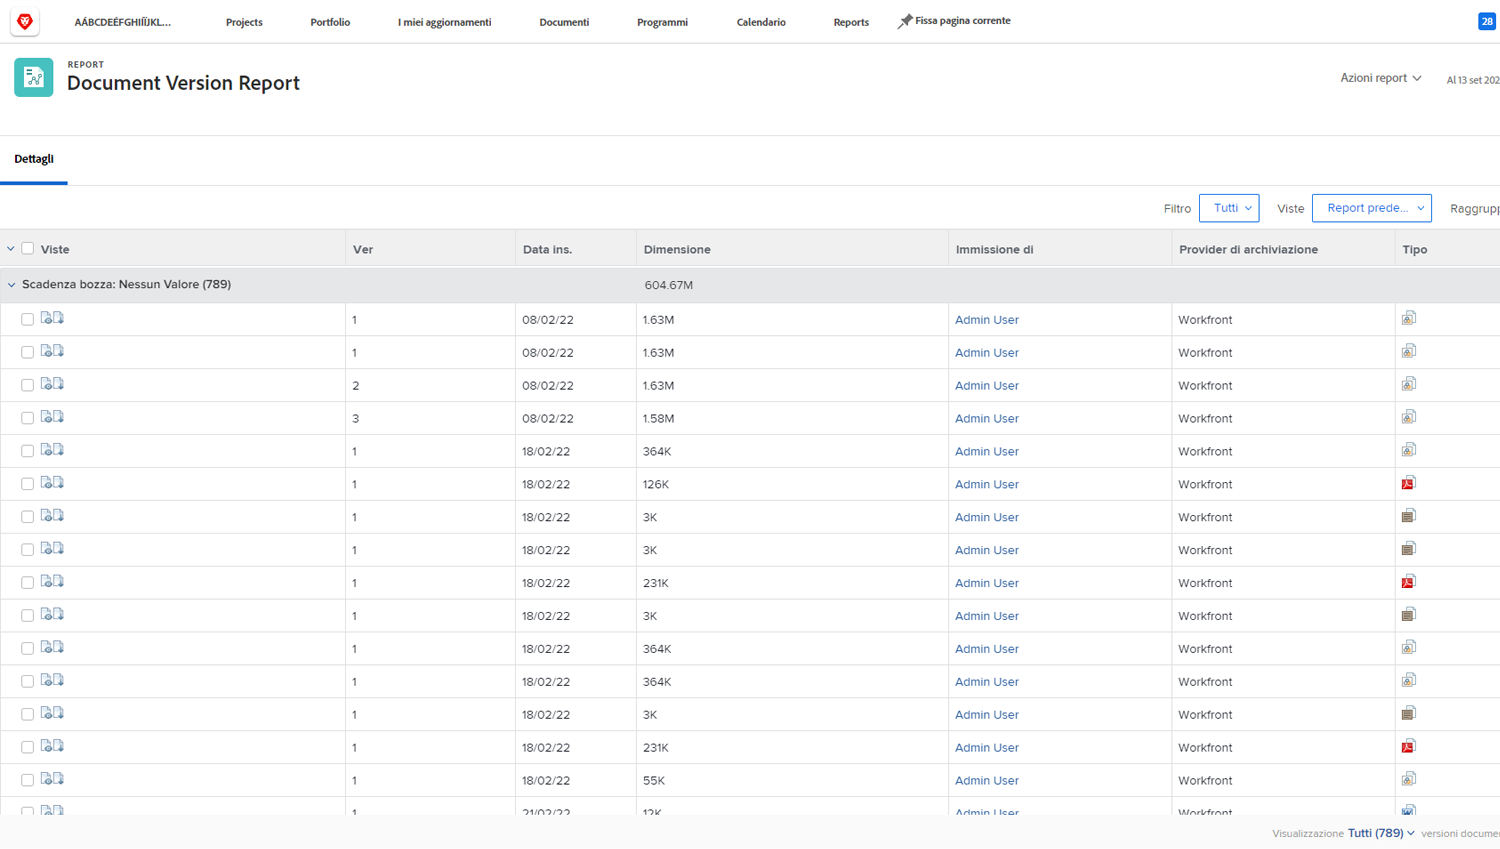 AÁBCDEÉFGHIÍÏJKL... Projects Portfolio I miei aggiornamenti Documenti Programmi Calendario Reports Fissa pagina corrente 28
REPORT
Document Version Report
Azioni report Al 13 set 202
Dettagli
Filtro Tutti Viste Report prede... Raggrupp
Viste Ver Data ins. Dimensione Immissione di Provider di archiviazione Tipo
Scadenza bozza: Nessun Valore (789) 604.67M
1 08/02/22 1.63M Admin User Workfront
1 08/02/22 1.63M Admin User Workfront
2 08/02/22 1.63M Admin User Workfront
3 08/02/22 1.58M Admin User Workfront
1 18/02/22 364K Admin User Workfront
1 18/02/22 126K Admin User Workfront
1 18/02/22 3K Admin User Workfront
1 18/02/22 3K Admin User Workfront
1 18/02/22 231K Admin User Workfront
1 18/02/22 3K Admin User Workfront
1 18/02/22 364K Admin User Workfront
1 18/02/22 364K Admin User Workfront
1 18/02/22 3K Admin User Workfront
1 18/02/22 231K Admin User Workfront
1 18/02/22 55K Admin User Workfront
1 21/02/22 12K Admin User Workfront
Visualizzazione Tutti (789) versioni docume